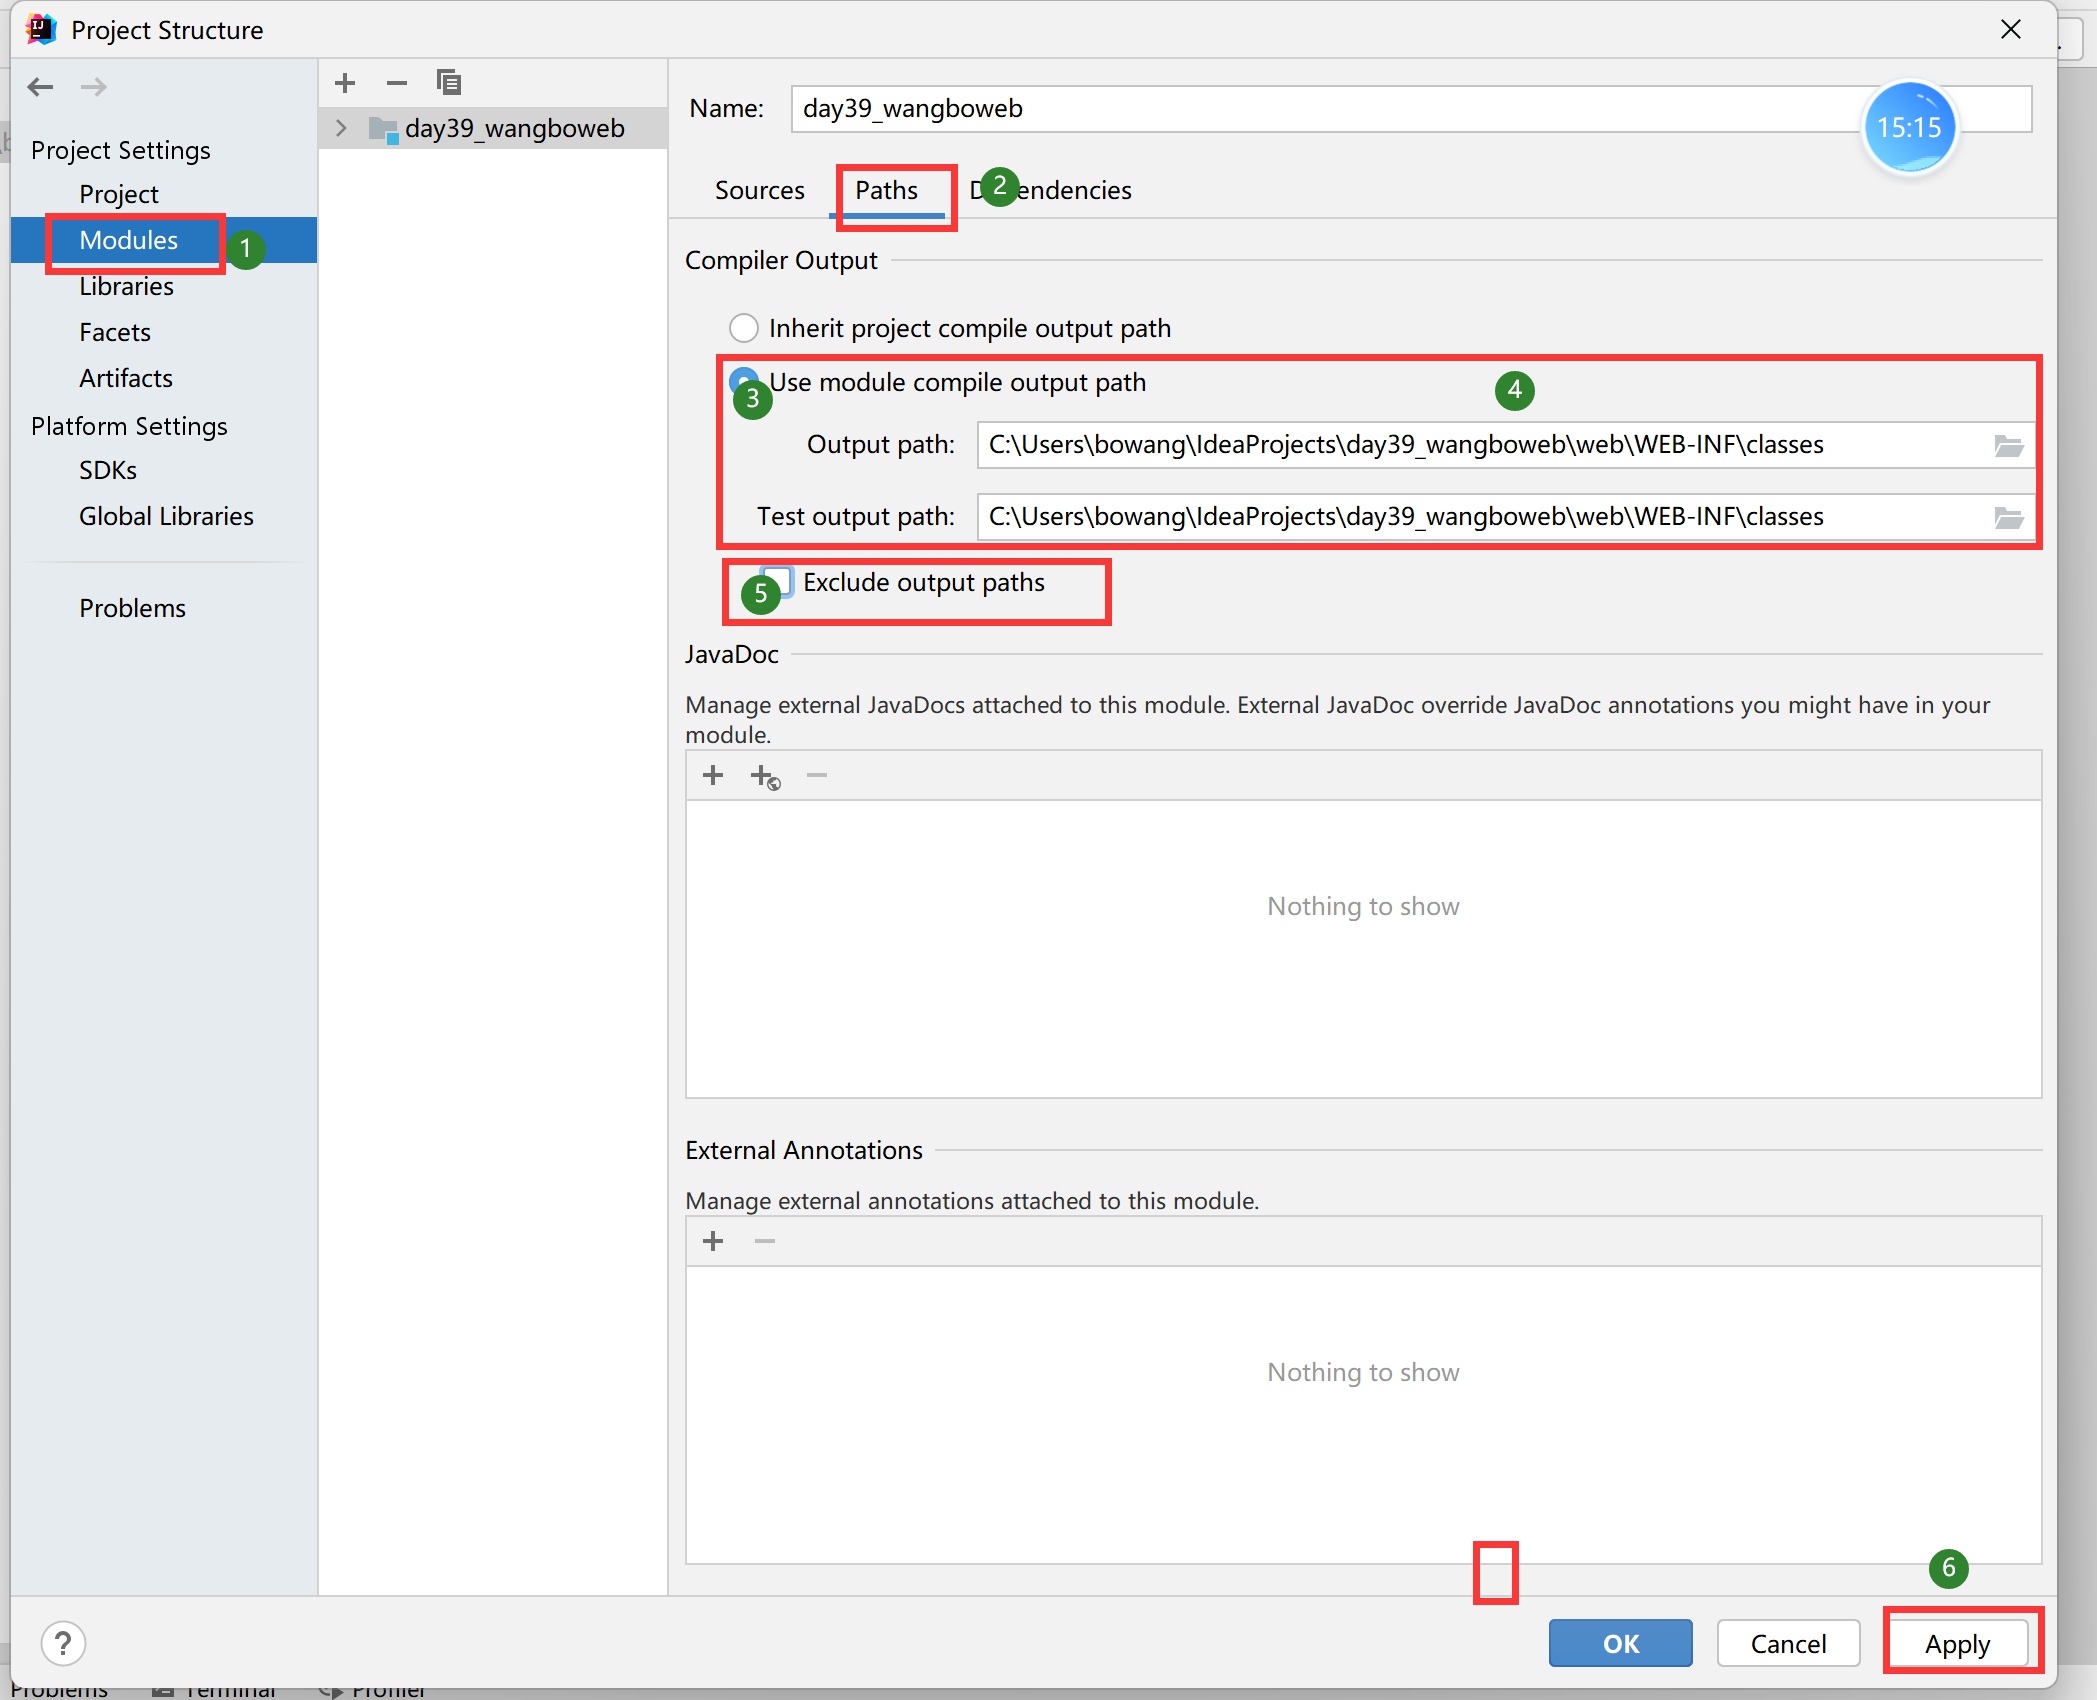 Project Structure
Project Settings
Project
Modules
1
Libraries
Facets
Artifacts
Platform Settings
SDKs
Global Libraries
Problems
day39_wangboweb
Name: day39_wangboweb
15:15
Sources Paths 2 endencies
Compiler Output
Inherit project compile output path
Use module compile output path
3
4
Output path: C:\Users\bowang\IdeaProjects\day39_wangboweb\web\WEB-INF\classes
Test output path: C:\Users\bowang\IdeaProjects\day39_wangboweb\web\WEB-INF\classes
5 Exclude output paths
JavaDoc
Manage external JavaDocs attached to this module. External JavaDoc override JavaDoc annotations you might have in your
module.
Nothing to show
External Annotations
Manage external annotations attached to this module.
Nothing to show
6
? OK Cancel Apply
Problems Terminal Profiler